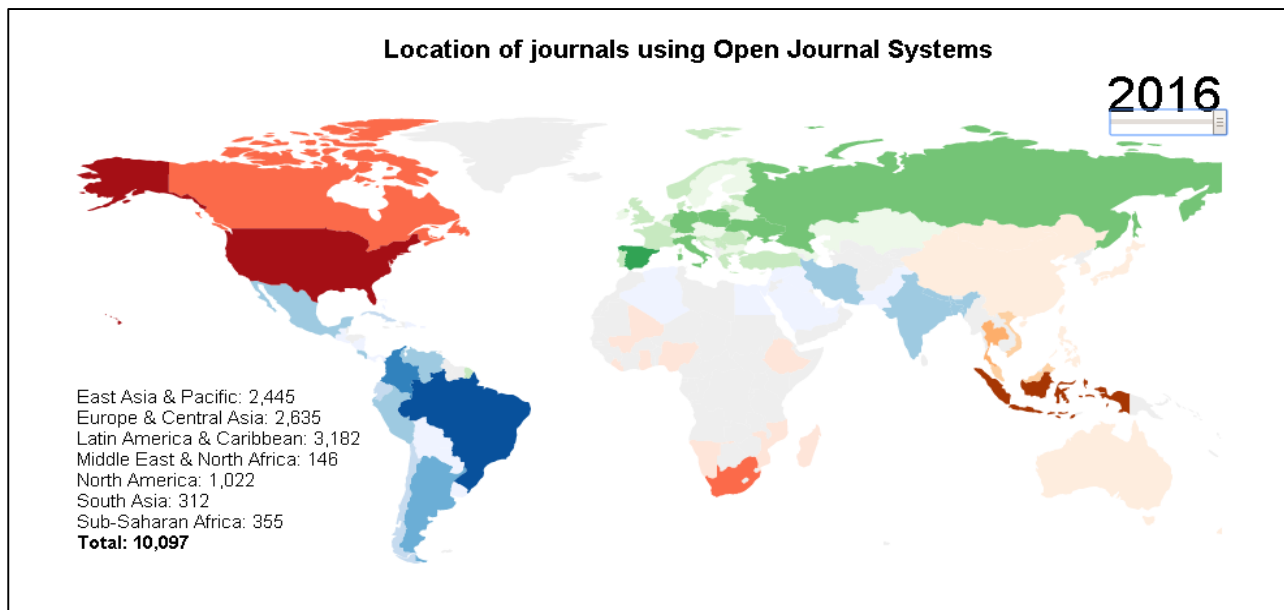 Location of journals using Open Journal Systems
2016
East Asia & Pacific: 2,445
Europe & Central Asia: 2,635
Latin America & Caribbean: 3,182
Middle East & North Africa: 146
North America: 1,022
South Asia: 312
Sub-Saharan Africa: 355
Total: 10,097